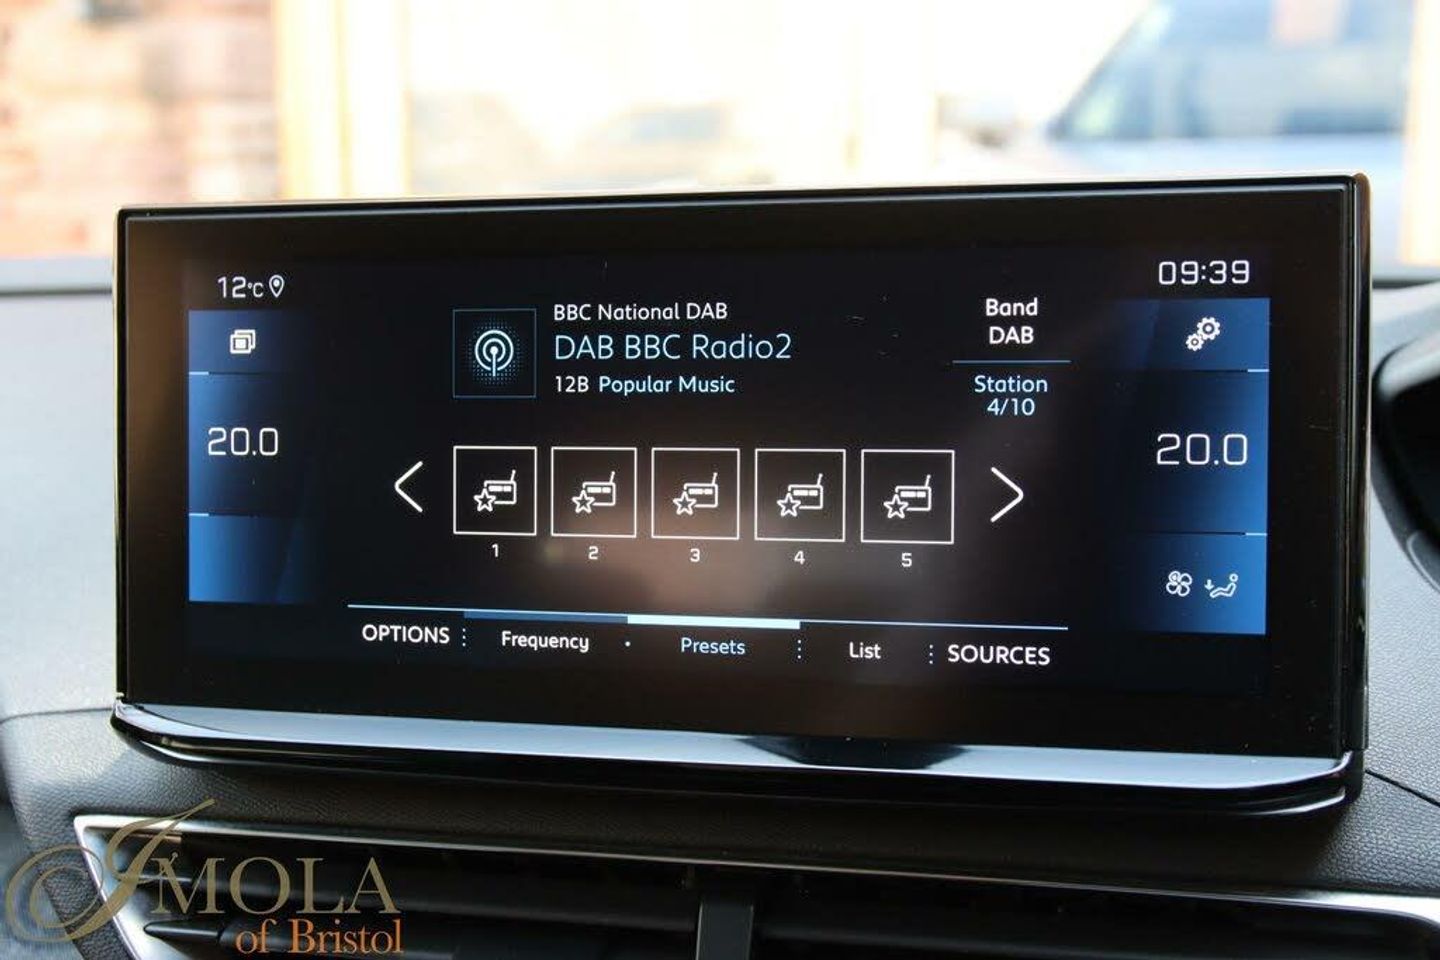 12°C
09:39
BBC National DAB
DAB BBC Radio2
12B Popular Music
Band
DAB
Station
4/10
20.0
20.0
1 2 3 4 5
OPTIONS Frequency Presets List SOURCES
IMOLA
of Bristol